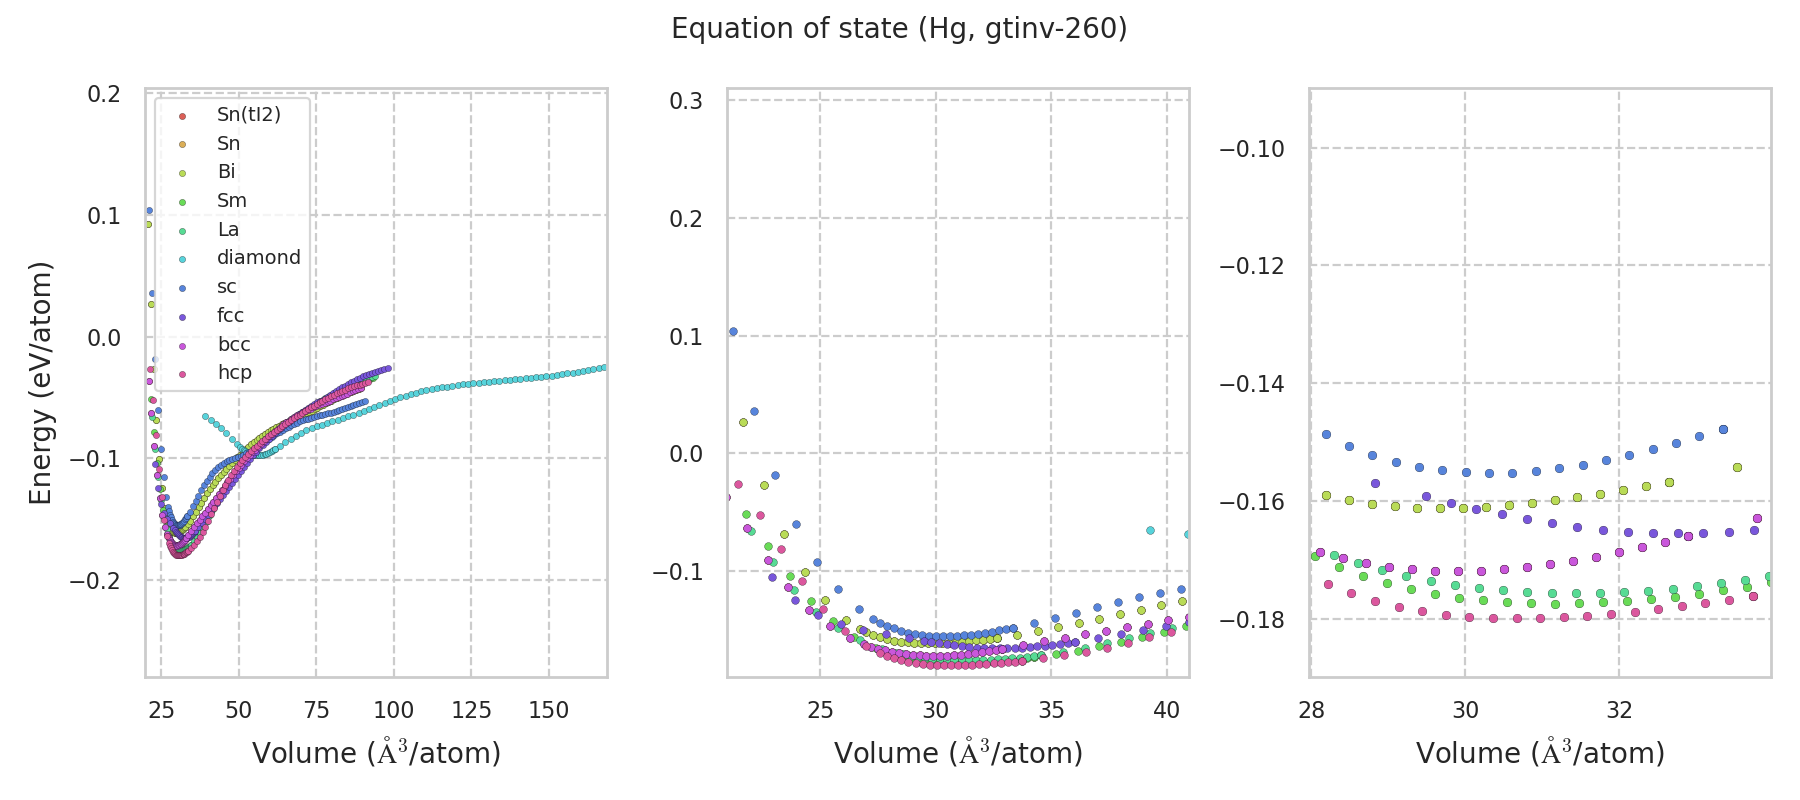 Equation of state (Hg, gtinv-260)
Energy (eV/atom)
0.2
0.1
0.0
−0.1
−0.2
Sn(tI2)
Sn
Bi
Sm
La
diamond
sc
fcc
bcc
hcp
25 50 75 100 125 150
Volume (Å³/atom)
0.3
0.2
0.1
0.0
−0.1
25 30 35 40
Volume (Å³/atom)
−0.10
−0.12
−0.14
−0.16
−0.18
28 30 32
Volume (Å³/atom)